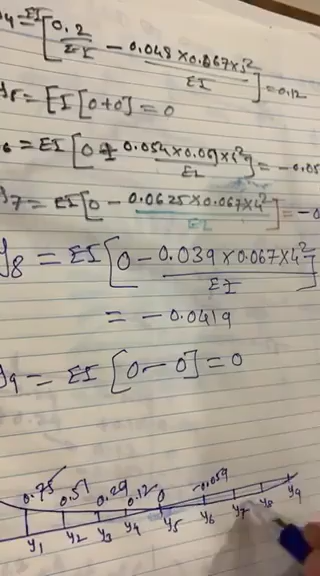 y4 = EI[0.2/EI - 0.048×0.067×4²/EI] = 0.12
= [EI[0+0] = 0
= EI[0 + 0.054×0.09×4²/EI] = -0.05
y7 = EI[0 - 0.0625×0.067×4²/EI] = -0
y8 = EI[0 - 0.039×0.067×4²/EI]
= -0.0419
y9 = EI[0-0] = 0
0.75 0.51 0.29 0.12 0 -0.059
y1 y2 y3 y4 y5 y6 y7 y8 y9